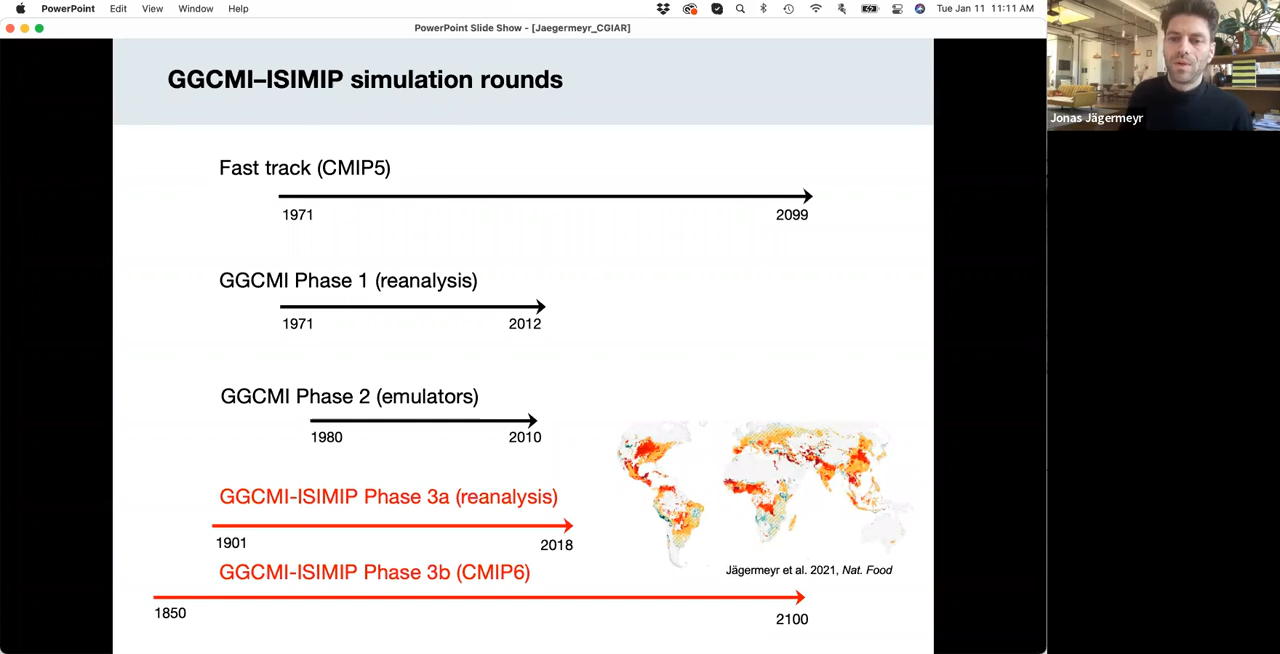 PowerPoint Edit View Window Help Tue Jan 11 11:11 AM
PowerPoint Slide Show - [Jaegermeyr_CGIAR]
GGCMI–ISIMIP simulation rounds
Jonas Jägermeyr
Fast track (CMIP5)
1971 2099
GGCMI Phase 1 (reanalysis)
1971 2012
GGCMI Phase 2 (emulators)
1980 2010
GGCMI-ISIMIP Phase 3a (reanalysis)
1901 2018
Jägermeyr et al. 2021, Nat. Food
GGCMI-ISIMIP Phase 3b (CMIP6)
1850 2100